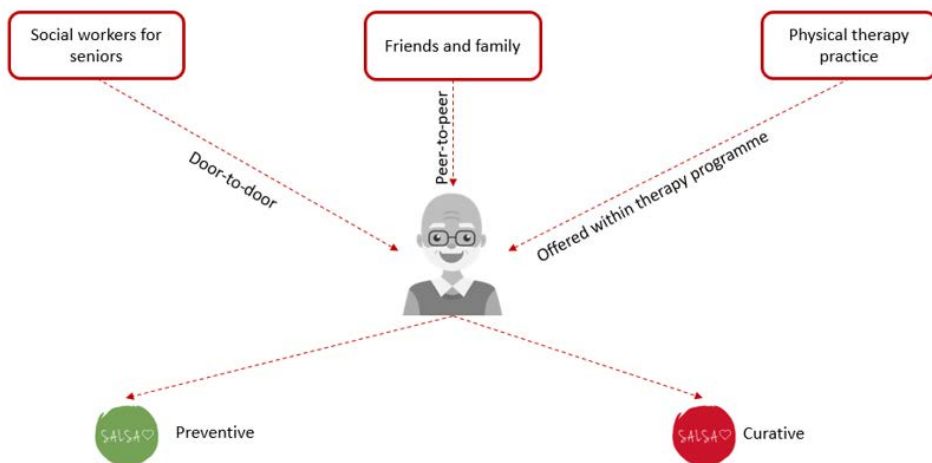 Social workers for
seniors
Friends and family
Physical therapy
practice
Door-to-door
Peer-to-peer
Offered within therapy programme
SALSA♡
Preventive
SALSA♡
Curative